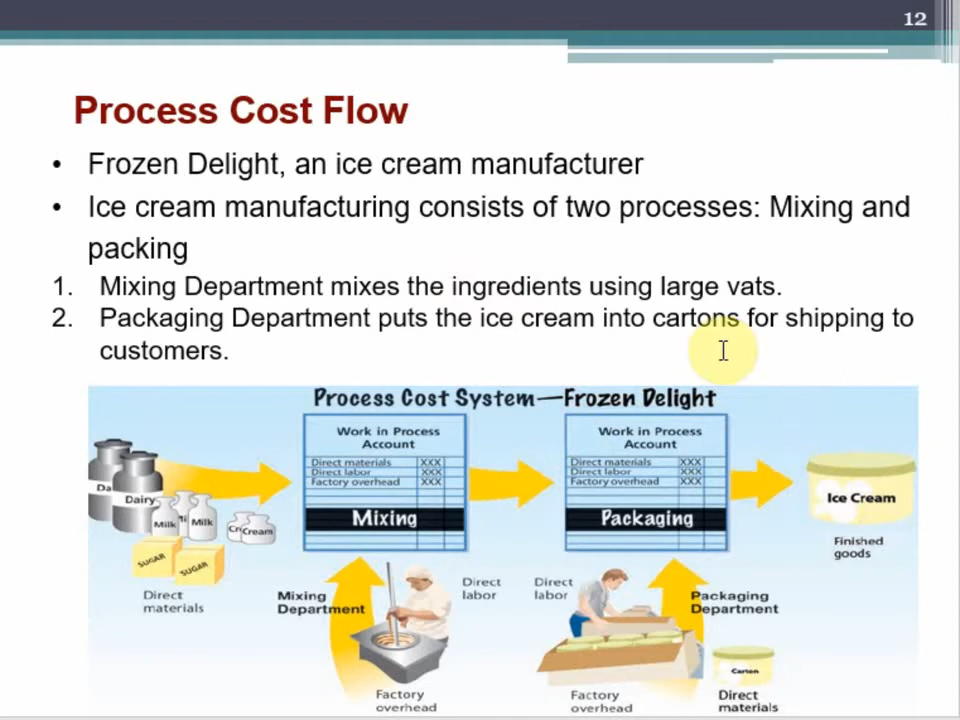 12
Process Cost Flow
• Frozen Delight, an ice cream manufacturer
• Ice cream manufacturing consists of two processes: Mixing and
packing
1. Mixing Department mixes the ingredients using large vats.
2. Packaging Department puts the ice cream into cartons for shipping to
customers.
Process Cost System—Frozen Delight
Work in Process
Account
Direct materials XXX
Direct labor XXX
Factory overhead XXX
Mixing
Work in Process
Account
Direct materials XXX
Direct labor XXX
Factory overhead XXX
Packaging
Da
Dairy
Milk
Milk
Cream
SUGAR
SUGAR
Direct
materials
Ice Cream
Finished
goods
Mixing
Department
Direct
labor
Factory
overhead
Direct
labor
Packaging
Department
Factory
overhead
Carton
Direct
materials